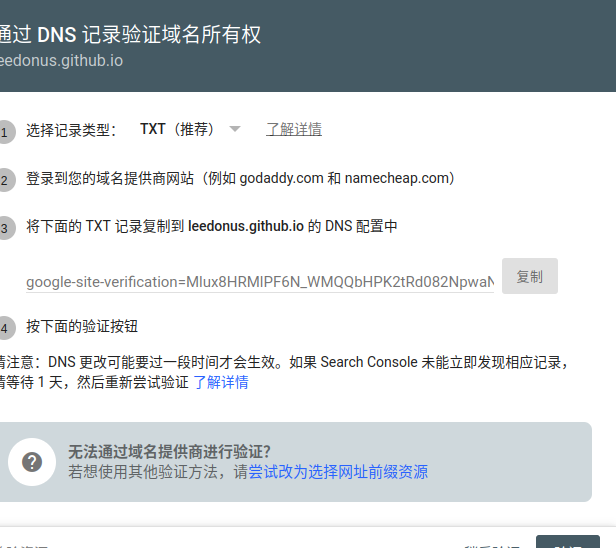 通过 DNS 记录验证域名所有权
eedonus.github.io
1 选择记录类型： TXT（推荐） 了解详情
2 登录到您的域名提供商网站（例如 godaddy.com 和 namecheap.com）
3 将下面的 TXT 记录复制到 leedonus.github.io 的 DNS 配置中
google-site-verification=MIux8HRMIPF6N_WMQQbHPK2tRd082Npwa 复制
4 按下面的验证按钮
请注意：DNS 更改可能要过一段时间才会生效。如果 Search Console 未能立即发现相应记录，
请等待 1 天，然后重新尝试验证 了解详情
无法通过域名提供商进行验证？
若想使用其他验证方法，请尝试改为选择网址前缀资源